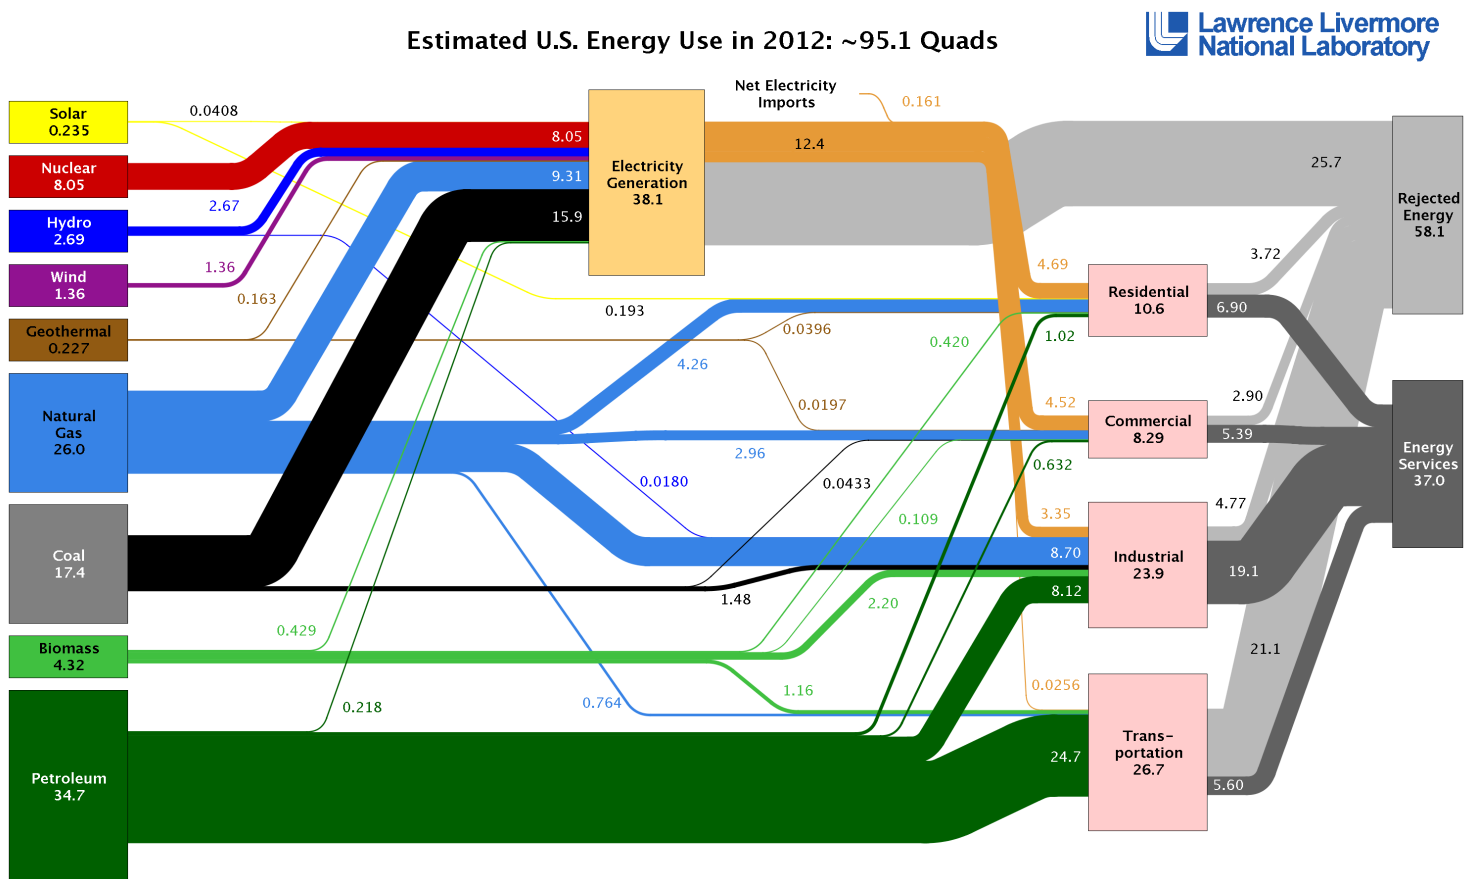 Estimated U.S. Energy Use in 2012: ~95.1 Quads
Lawrence Livermore
National Laboratory
Net Electricity
Imports
0.161
Solar
0.235
0.0408
Nuclear
8.05
8.05
Hydro
2.69
2.67
Wind
1.36
1.36
Geothermal
0.227
0.163
Natural
Gas
26.0
9.31
Coal
17.4
15.9
Biomass
4.32
0.429
Petroleum
34.7
0.218
Electricity
Generation
38.1
12.4
25.7
0.193
0.0396
4.26
0.0197
2.96
0.0180
0.0433
0.420
0.109
1.48
2.20
0.764
1.16
4.69
1.02
4.52
0.632
3.35
8.70
8.12
0.0256
24.7
Residential
10.6
3.72
6.90
Commercial
8.29
2.90
5.39
Industrial
23.9
4.77
19.1
Trans-
portation
26.7
21.1
5.60
Rejected
Energy
58.1
Energy
Services
37.0